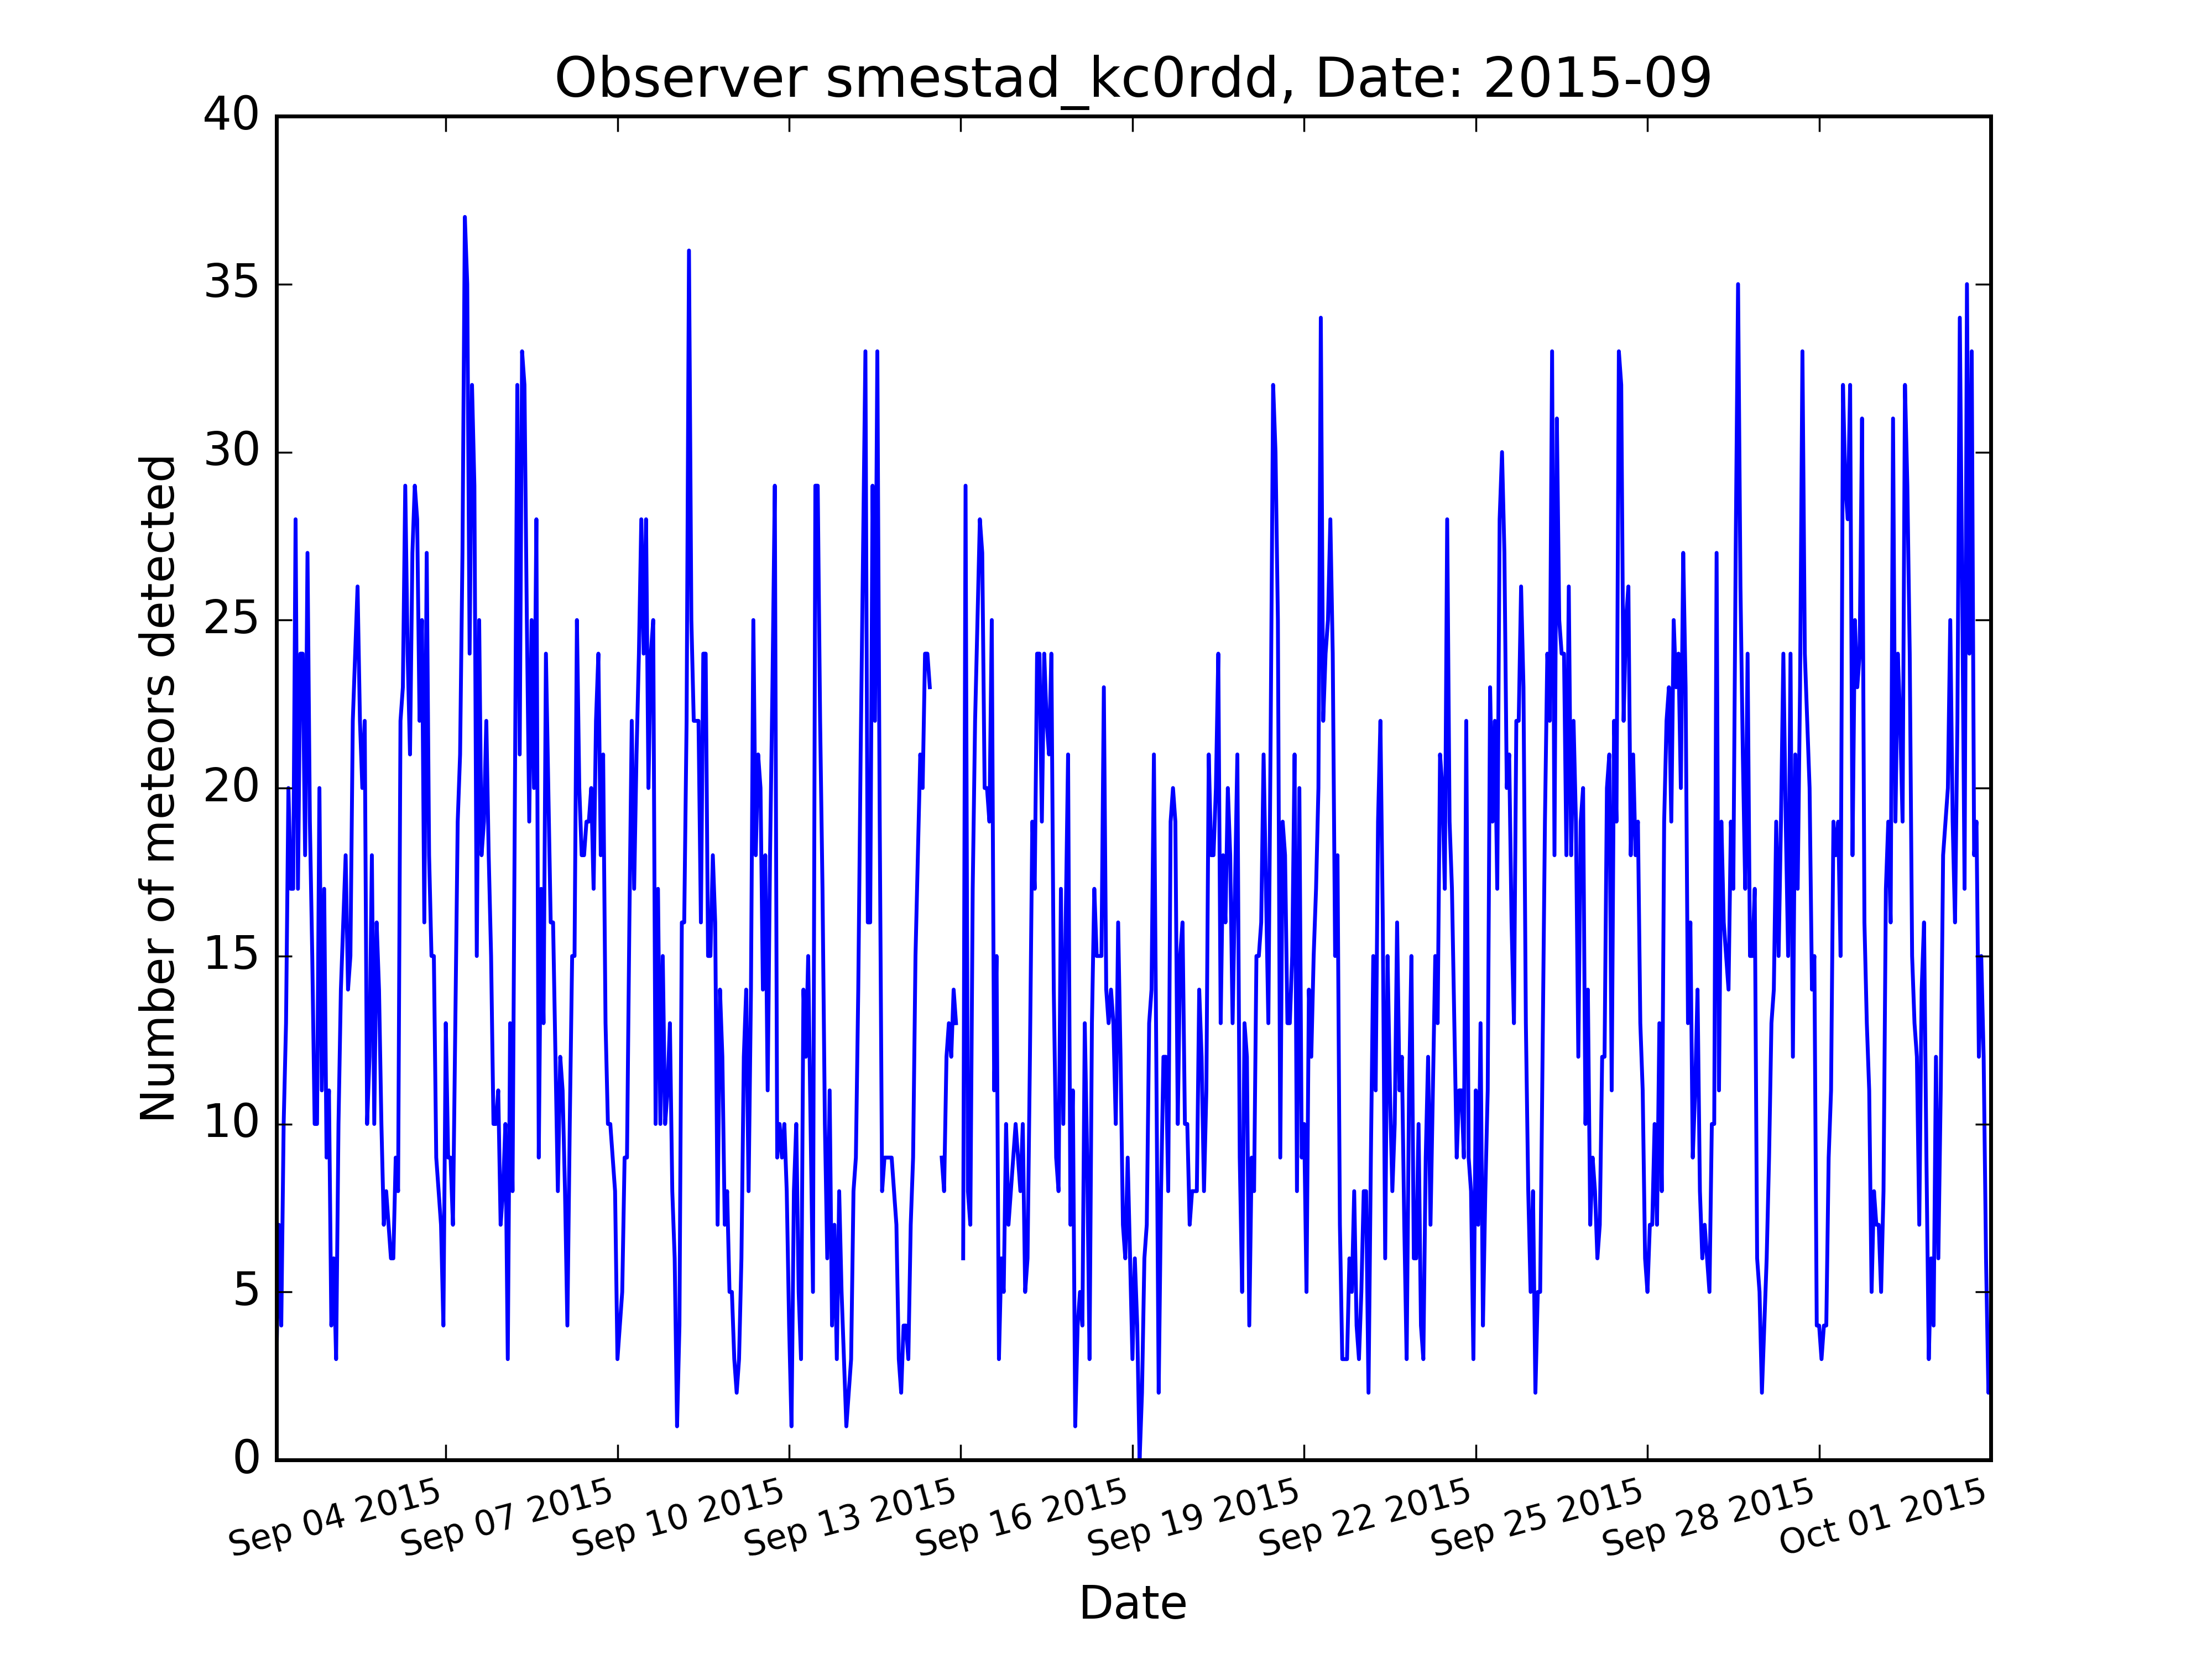 Observer smestad_kc0rdd, Date: 2015-09
Number of meteors detected
40
35
30
25
20
15
10
5
0
Sep 04 2015
Sep 07 2015
Sep 10 2015
Sep 13 2015
Sep 16 2015
Sep 19 2015
Sep 22 2015
Sep 25 2015
Sep 28 2015
Oct 01 2015
Date